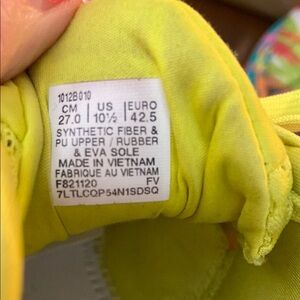 1012B010
CM US EURO
27.0 10½ 42.5
SYNTHETIC FIBER &
PU UPPER / RUBBER
& EVA SOLE
MADE IN VIETNAM
FABRIQUE AU VIETNAM
F821120 FV
7LTLCQP54N1SDSQ